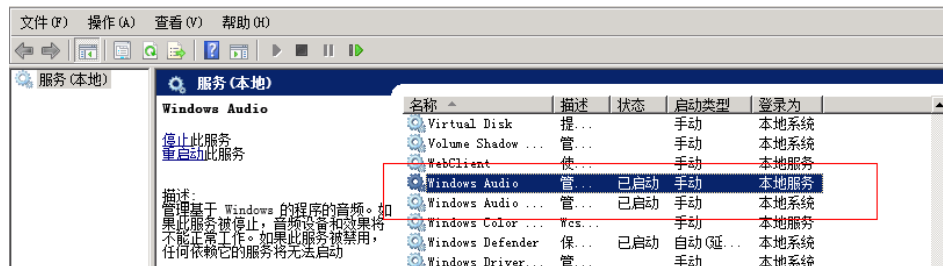 文件(F) 操作(A) 查看(V) 帮助(H)
服务(本地)
服务(本地)
Windows Audio
停止此服务
重启动此服务
描述:
管理基于 Windows 的程序的音频。如
果此服务被停止，音频设备和效果将
不能正常工作。如果此服务被禁用，
任何依赖它的服务将无法启动
名称 描述 状态 启动类型 登录为
Virtual Disk 提... 手动 本地系统
Volume Shadow ... 管... 手动 本地系统
WebClient 使... 手动 本地服务
Windows Audio 管... 已启动 手动 本地服务
Windows Audio ... 管... 已启动 手动 本地系统
Windows Color ... Wcs... 手动 本地服务
Windows Defender 保... 已启动 自动(延... 本地系统
Windows Driver... 管... 手动 本地系统